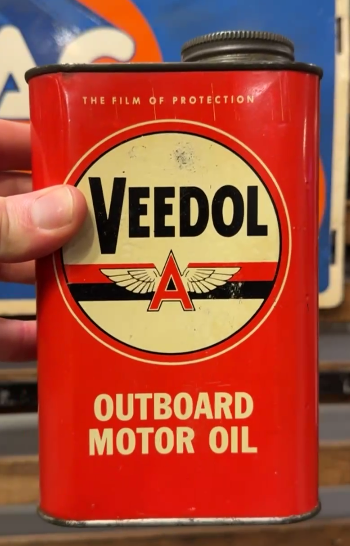 THE FILM OF PROTECTION
VEEDOL
A
OUTBOARD
MOTOR OIL